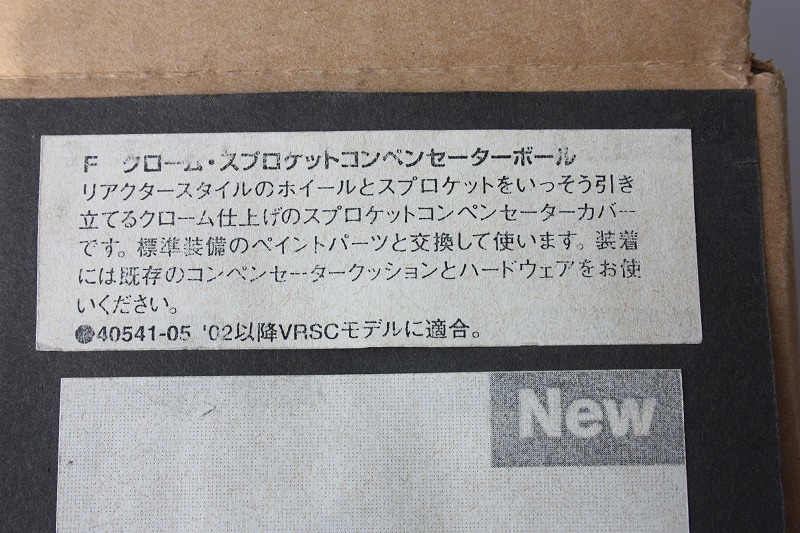 F クローム・スプロケットコンペンセーターボール
リアクタースタイルのホイールとスプロケットをいっそう引き
立てるクローム仕上げのスプロケットコンペンセーターカバー
です。標準装備のペイントパーツと交換して使います。装着
には既存のコンペンセータークッションとハードウェアをお使
いください。
●40541-05 '02以降VRSCモデルに適合。
New